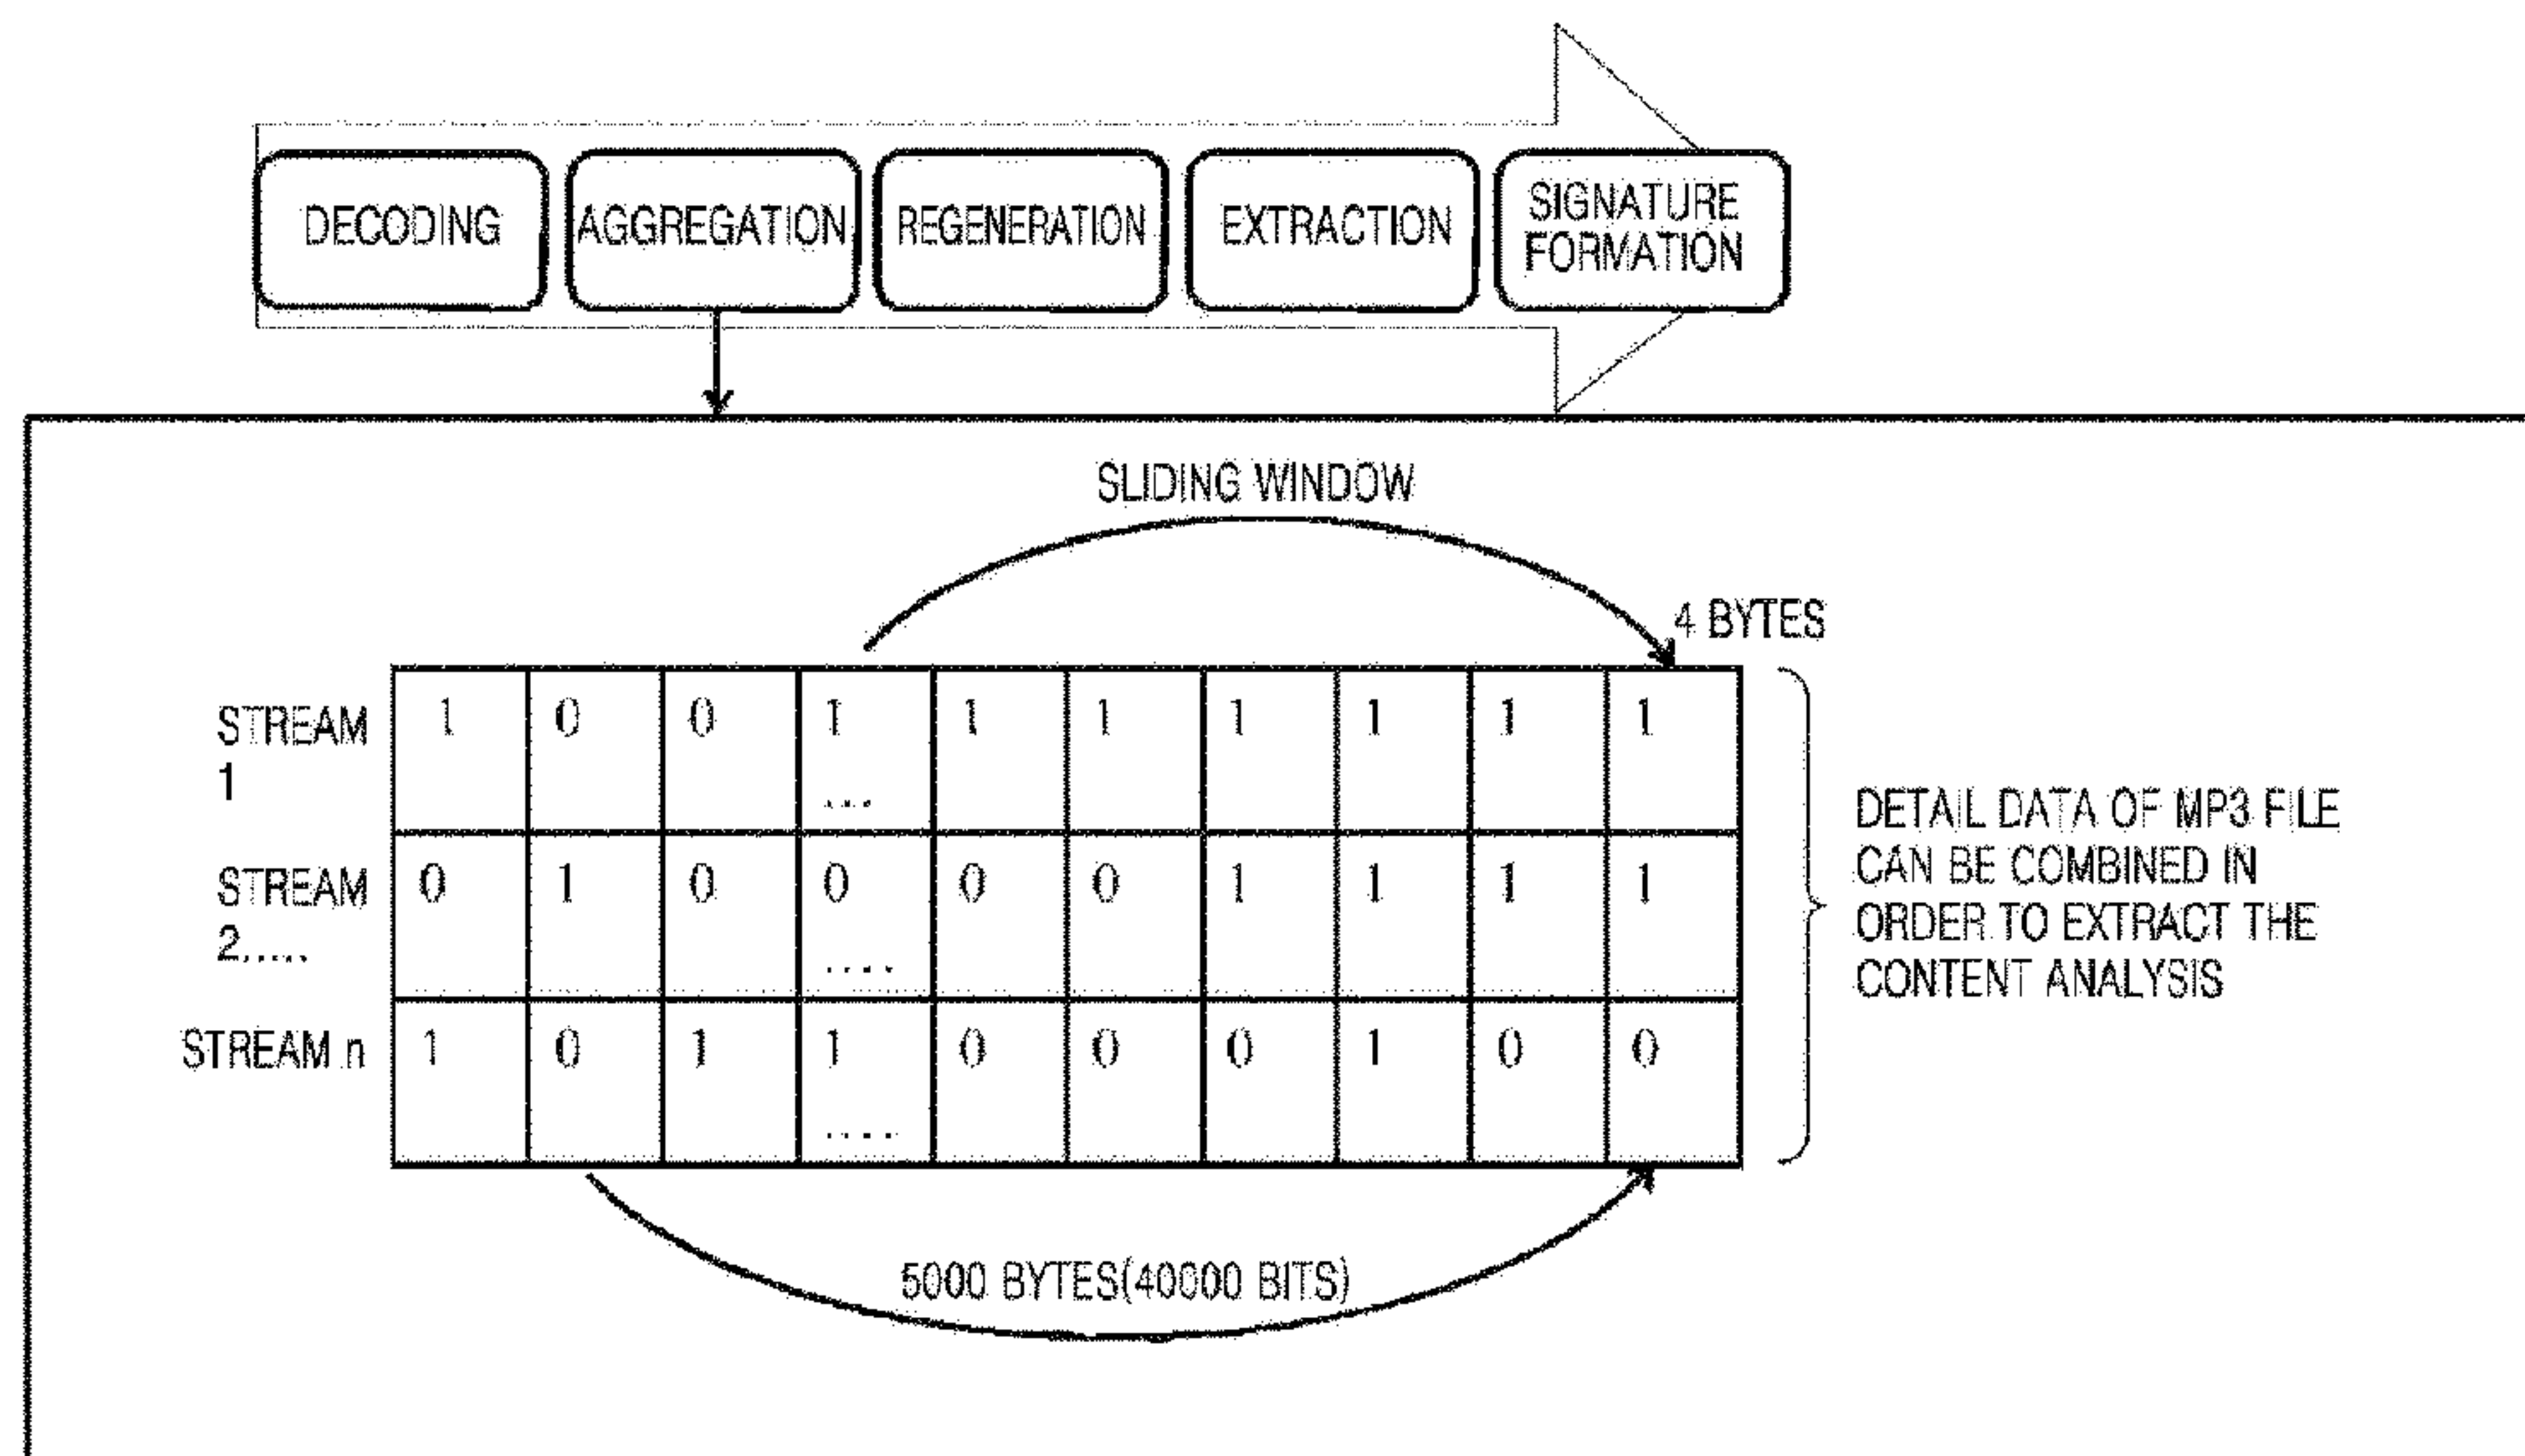 DECODING
AGGREGATION
REGENERATION
EXTRACTION
SIGNATURE
FORMATION
SLIDING WINDOW
4 BYTES
STREAM
1
1 0 0 1 1 1 1 1 1 1
....
STREAM
2.....
0 1 0 0 0 0 1 1 1 1
....
STREAM n
1 0 1 1 0 0 0 1 0 0
.....
DETAIL DATA OF MP3 FILE
CAN BE COMBINED IN
ORDER TO EXTRACT THE
CONTENT ANALYSIS
5000 BYTES(40000 BITS)